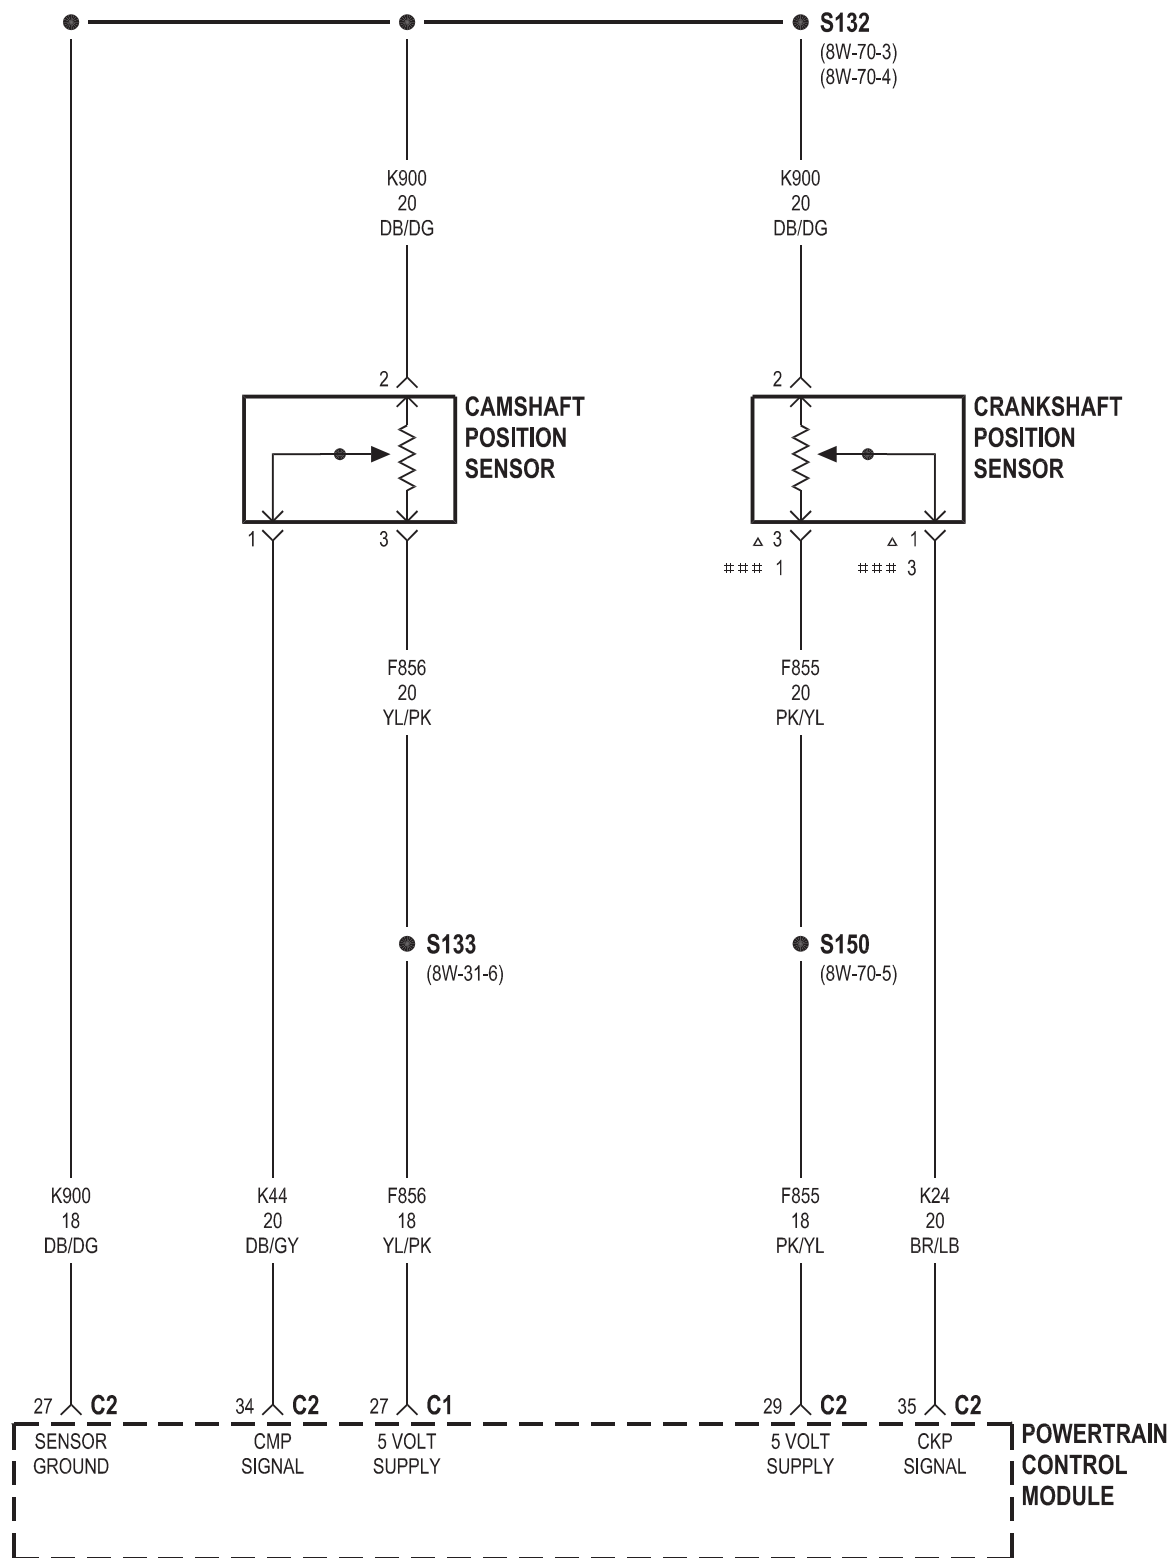 S132
(8W-70-3)
(8W-70-4)
K900
20
DB/DG
K900
20
DB/DG
2
2
CAMSHAFT
POSITION
SENSOR
CRANKSHAFT
POSITION
SENSOR
1
3
△ 3
### 1
△ 1
### 3
F856
20
YL/PK
F855
20
PK/YL
S133
(8W-31-6)
S150
(8W-70-5)
K900
18
DB/DG
K44
20
DB/GY
F856
18
YL/PK
F855
18
PK/YL
K24
20
BR/LB
27 C2
34 C2
27 C1
29 C2
35 C2
SENSOR
GROUND
CMP
SIGNAL
5 VOLT
SUPPLY
5 VOLT
SUPPLY
CKP
SIGNAL
POWERTRAIN
CONTROL
MODULE